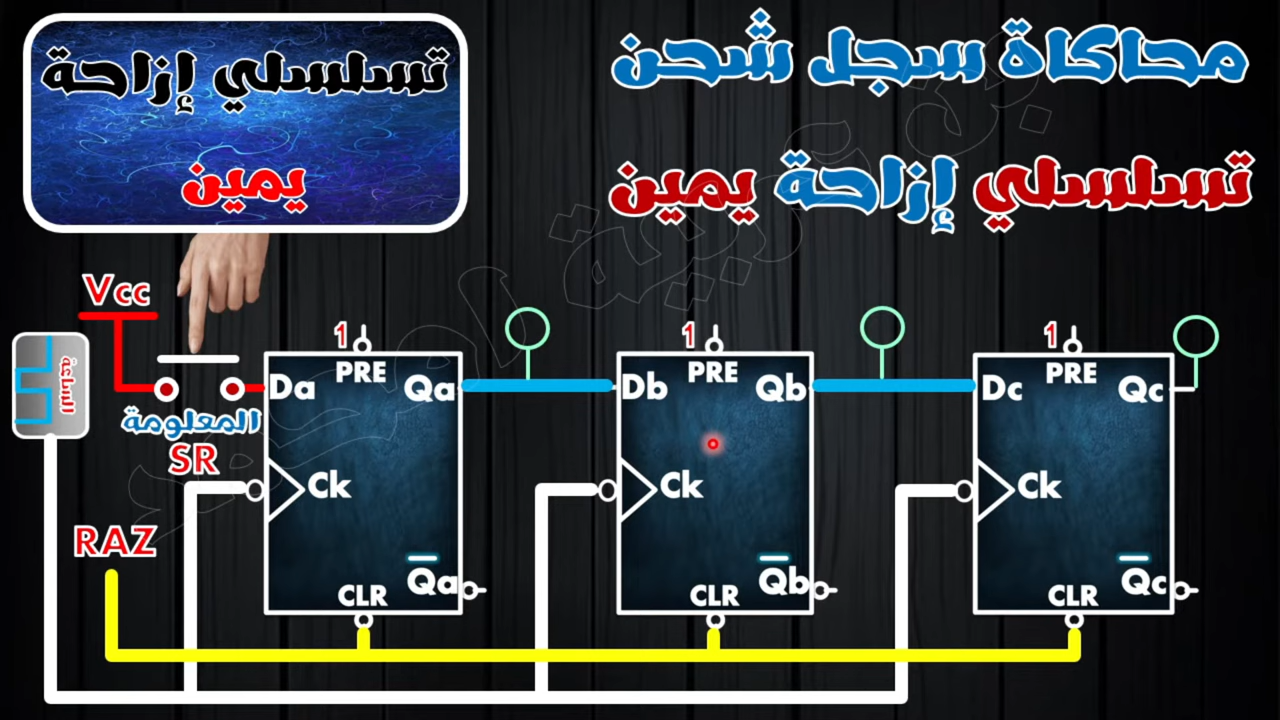 محاكاة سجل شحن
تسلسلي إزاحة يمين
تسلسلي إزاحة
يمين
Vcc
الساعة
المعلومة
SR
RAZ
1
PRE
Da
Qa
Ck
CLR
Qa
1
PRE
Db
Qb
Ck
CLR
Qb
1
PRE
Dc
Qc
Ck
CLR
Qc